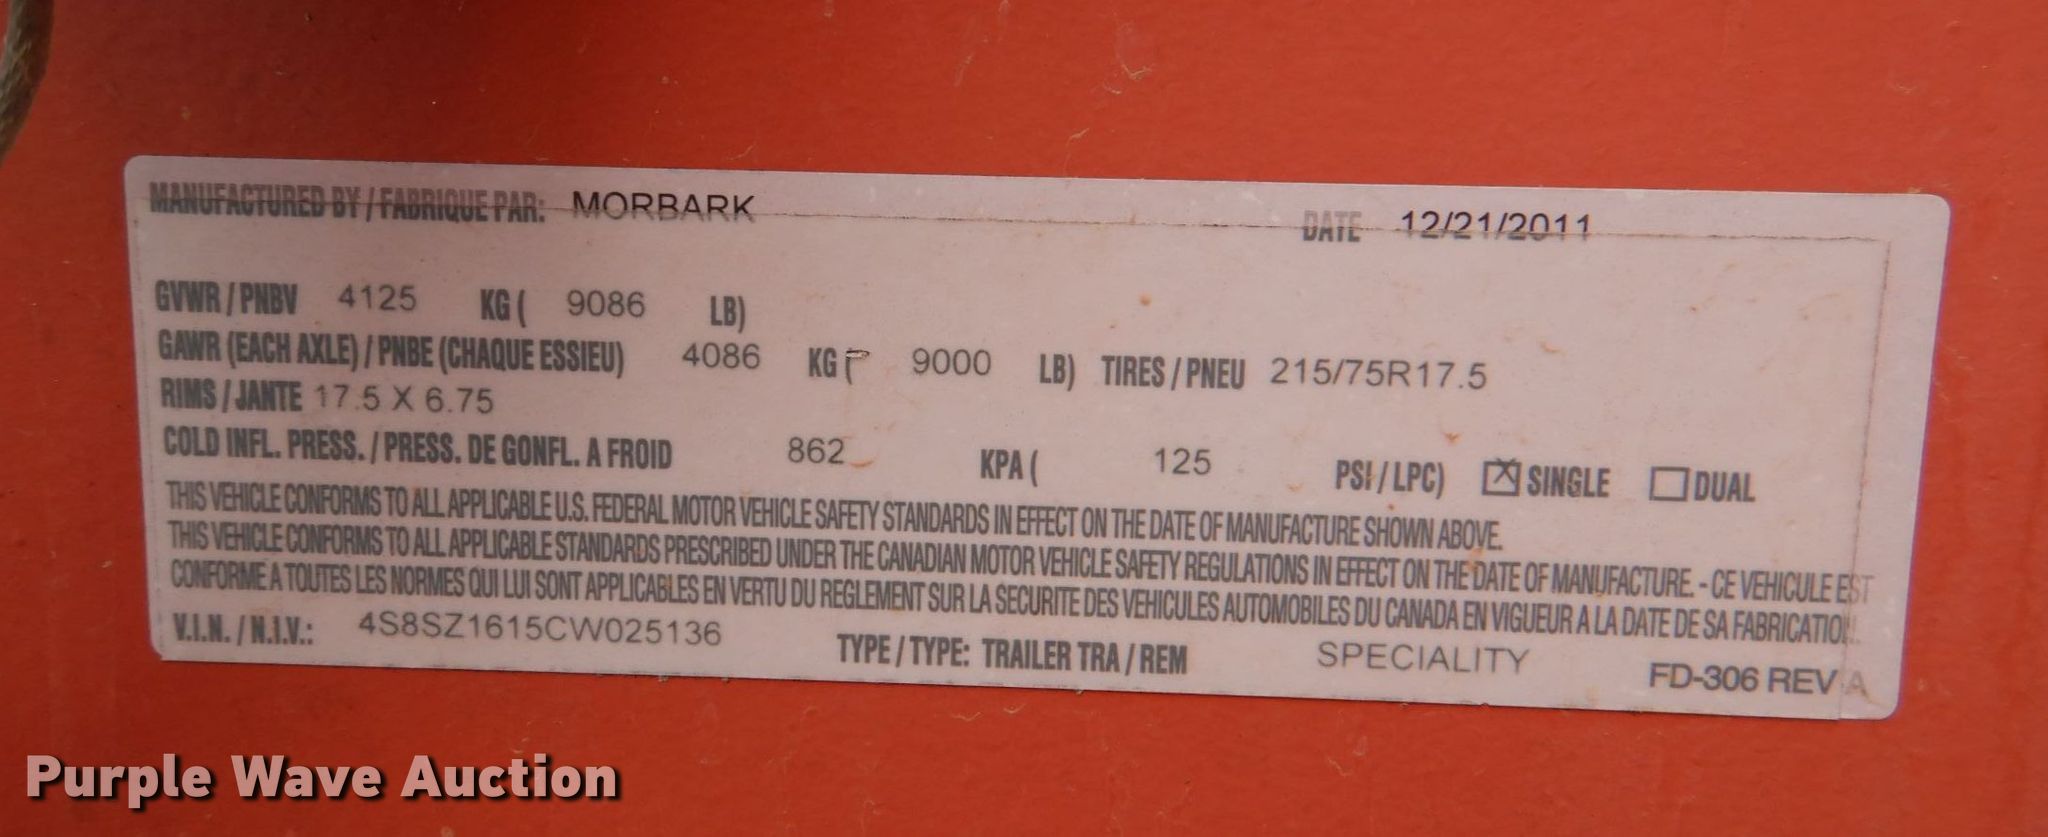 MANUFACTURED BY / FABRIQUE PAR: MORBARK DATE 12/21/2011
GVWR / PNBV 4125 KG ( 9086 LB)
GAWR (EACH AXLE) / PNBE (CHAQUE ESSIEU) 4086 KG ( 9000 LB) TIRES / PNEU 215/75R17.5
RIMS / JANTE 17.5 X 6.75
COLD INFL. PRESS. / PRESS. DE GONFL. A FROID 862 KPA ( 125 PSI / LPC) ☒ SINGLE ☐ DUAL
THIS VEHICLE CONFORMS TO ALL APPLICABLE U.S. FEDERAL MOTOR VEHICLE SAFETY STANDARDS IN EFFECT ON THE DATE OF MANUFACTURE SHOWN ABOVE.
THIS VEHICLE CONFORMS TO ALL APPLICABLE STANDARDS PRESCRIBED UNDER THE CANADIAN MOTOR VEHICLE SAFETY REGULATIONS IN EFFECT ON THE DATE OF MANUFACTURE. - CE VEHICULE EST
CONFORME A TOUTES LES NORMES QUI LUI SONT APPLICABLES EN VERTU DU REGLEMENT SUR LA SECURITE DES VEHICULES AUTOMOBILES DU CANADA EN VIGUEUR A LA DATE DE SA FABRICATION.
V.I.N. / N.I.V.: 4S8SZ1615CW025136 TYPE / TYPE: TRAILER TRA / REM SPECIALITY FD-306 REV A
Purple Wave Auction